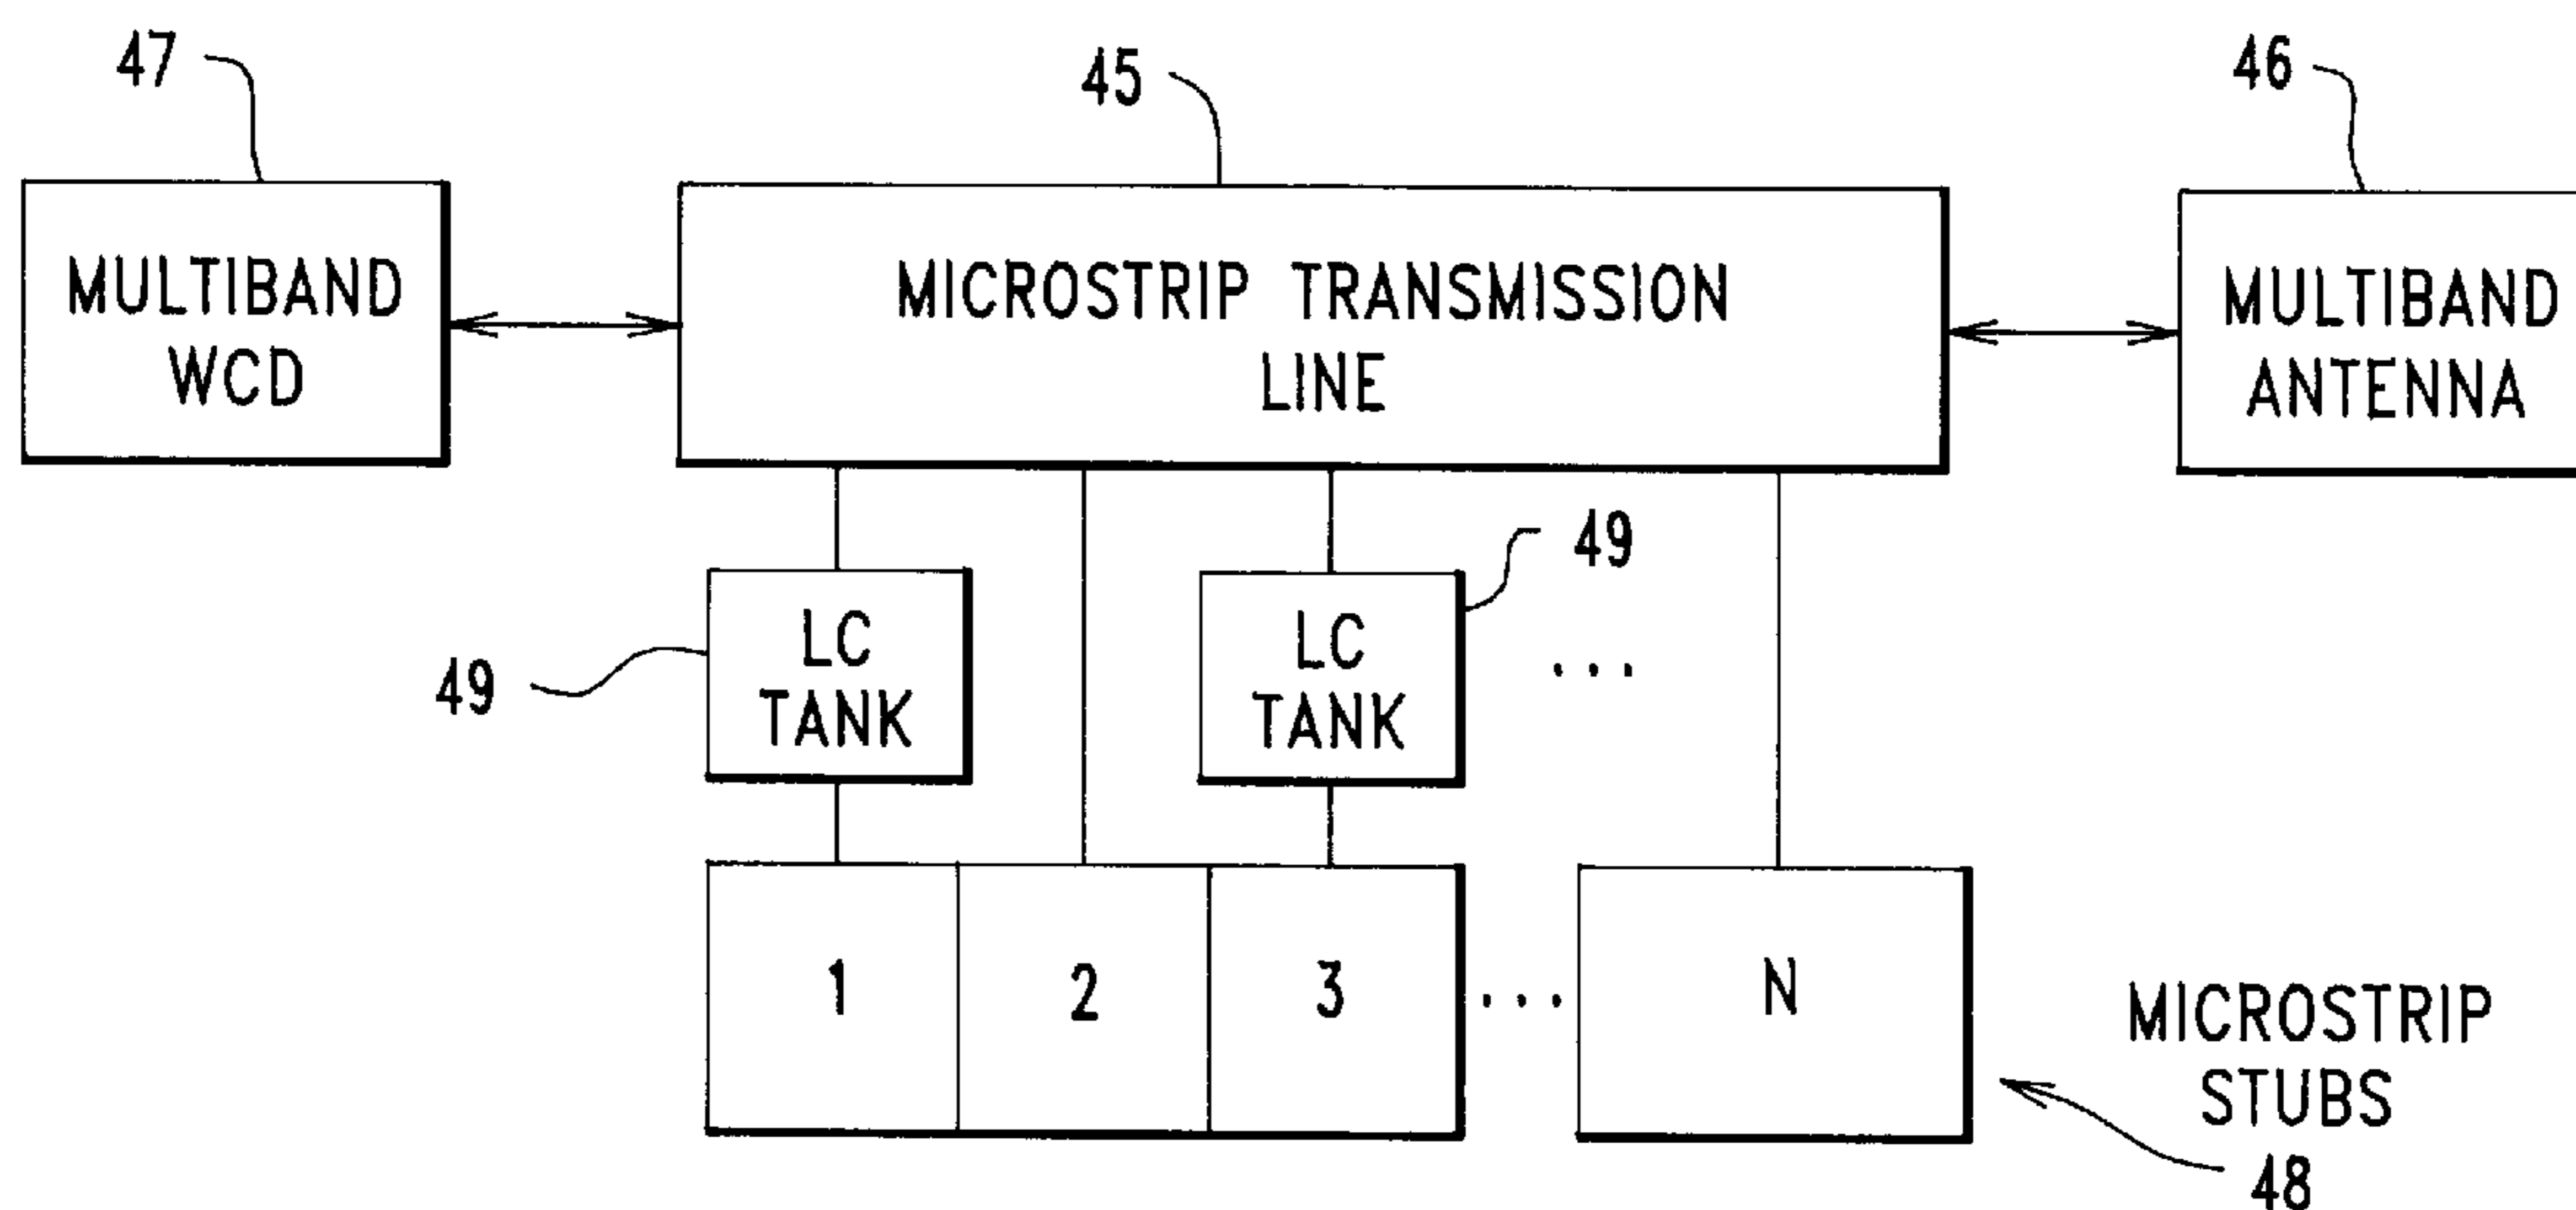 47
45
46
MULTIBAND
WCD
MICROSTRIP TRANSMISSION
LINE
MULTIBAND
ANTENNA
49
LC
TANK
LC
TANK
49
...
1
2
3
...
N
MICROSTRIP
STUBS
48